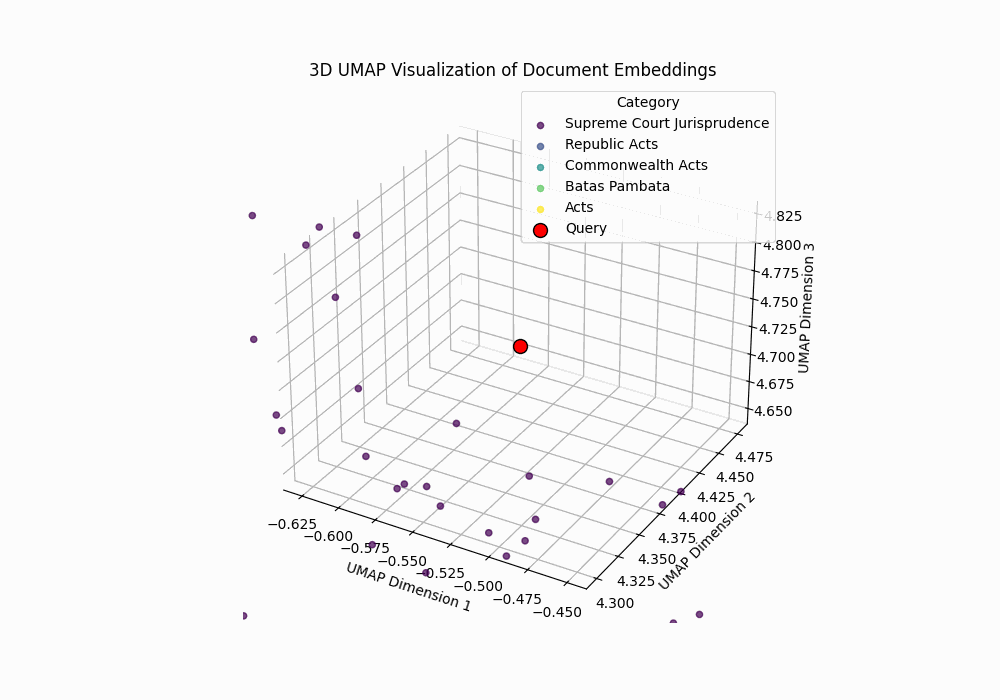 3D UMAP Visualization of Document Embeddings
Category
Supreme Court Jurisprudence
Republic Acts
Commonwealth Acts
Batas Pambata
Acts
Query
4.825
4.800
4.775
4.750
4.725
4.700
4.675
4.650
UMAP Dimension 3
4.475
4.450
4.425
4.400
4.375
4.350
4.325
4.300
UMAP Dimension 2
−0.625
−0.600
−0.575
−0.550
−0.525
−0.500
−0.475
−0.450
UMAP Dimension 1